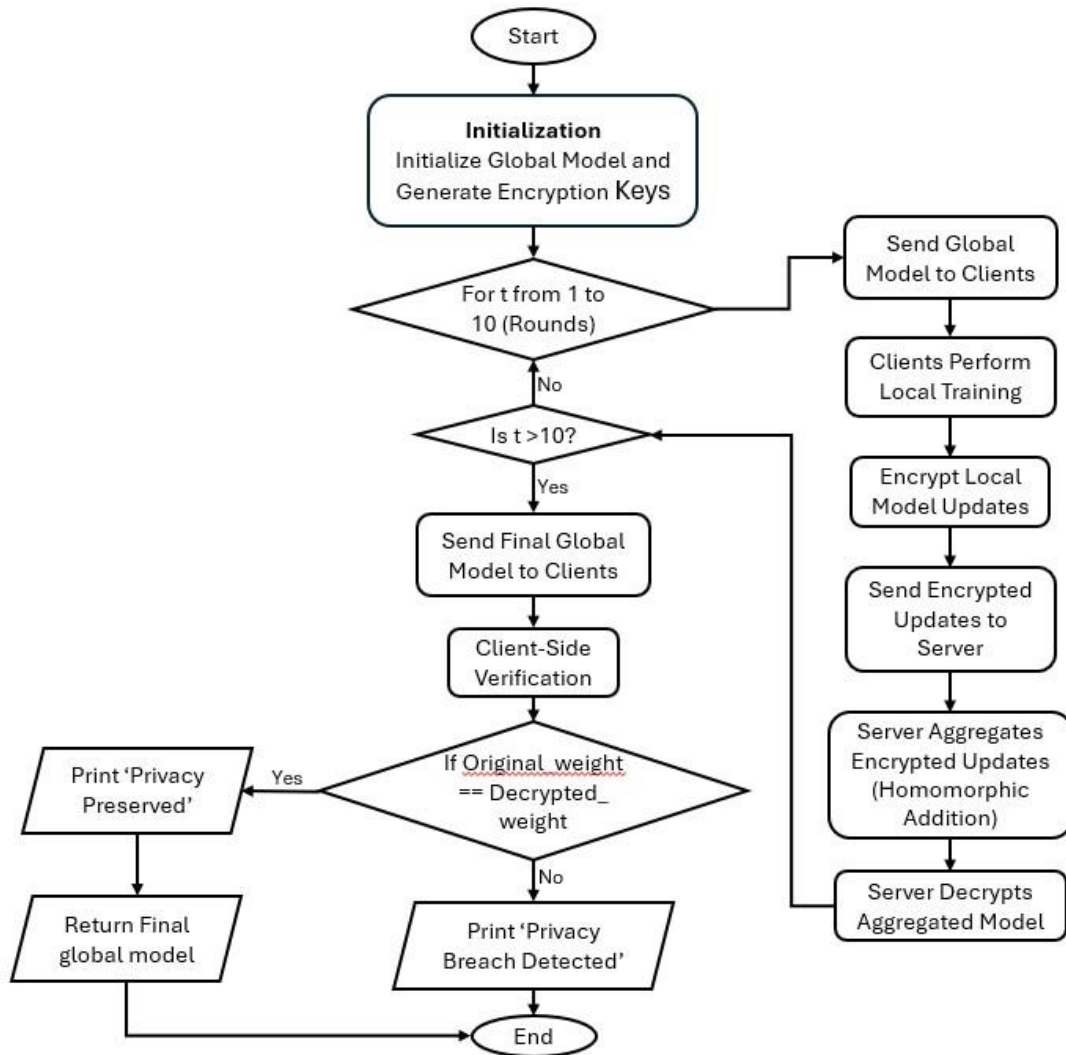 Start
Initialization
Initialize Global Model and
Generate Encryption Keys
For t from 1 to
10 (Rounds)
Send Global
Model to Clients
Clients Perform
Local Training
Encrypt Local
Model Updates
Send Encrypted
Updates to
Server
Server Aggregates
Encrypted Updates
(Homomorphic
Addition)
Server Decrypts
Aggregated Model
No
Is t >10?
Yes
Send Final Global
Model to Clients
Client-Side
Verification
If Original_weight
== Decrypted_
weight
Yes
Print ‘Privacy
Preserved’
Return Final
global model
No
Print ‘Privacy
Breach Detected’
End